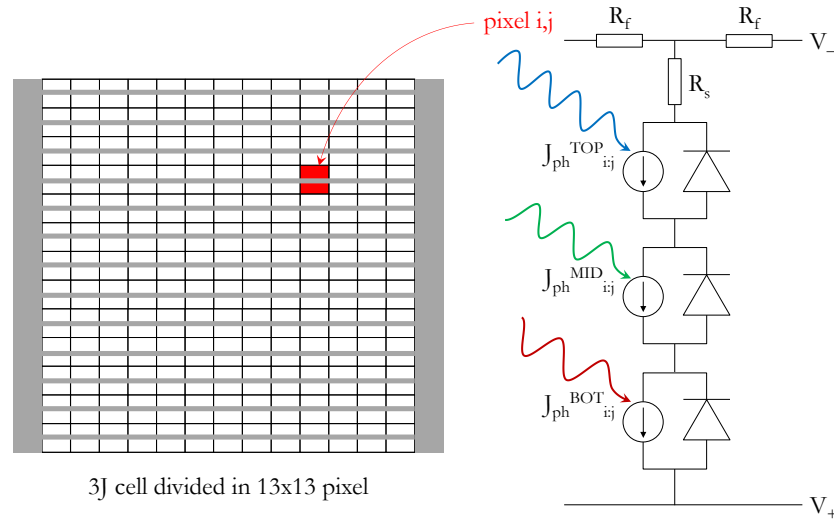 pixel i,j
R_f
R_f
V_-
R_s
J_ph^TOP_i:j
J_ph^MID_i:j
J_ph^BOT_i:j
V_+
3J cell divided in 13x13 pixel